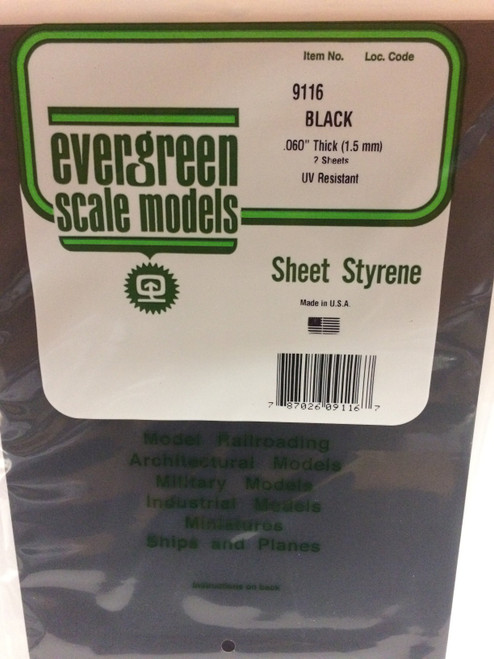 Item No. Loc. Code
9116
BLACK
.060" Thick (1.5 mm)
2 Sheets
UV Resistant
evergreen
scale models
Sheet Styrene
Made in U.S.A.
7 87026 09116 7
Model Railroading
Architectural Models
Military Models
Industrial Models
Miniatures
Ships and Planes
Instructions on back